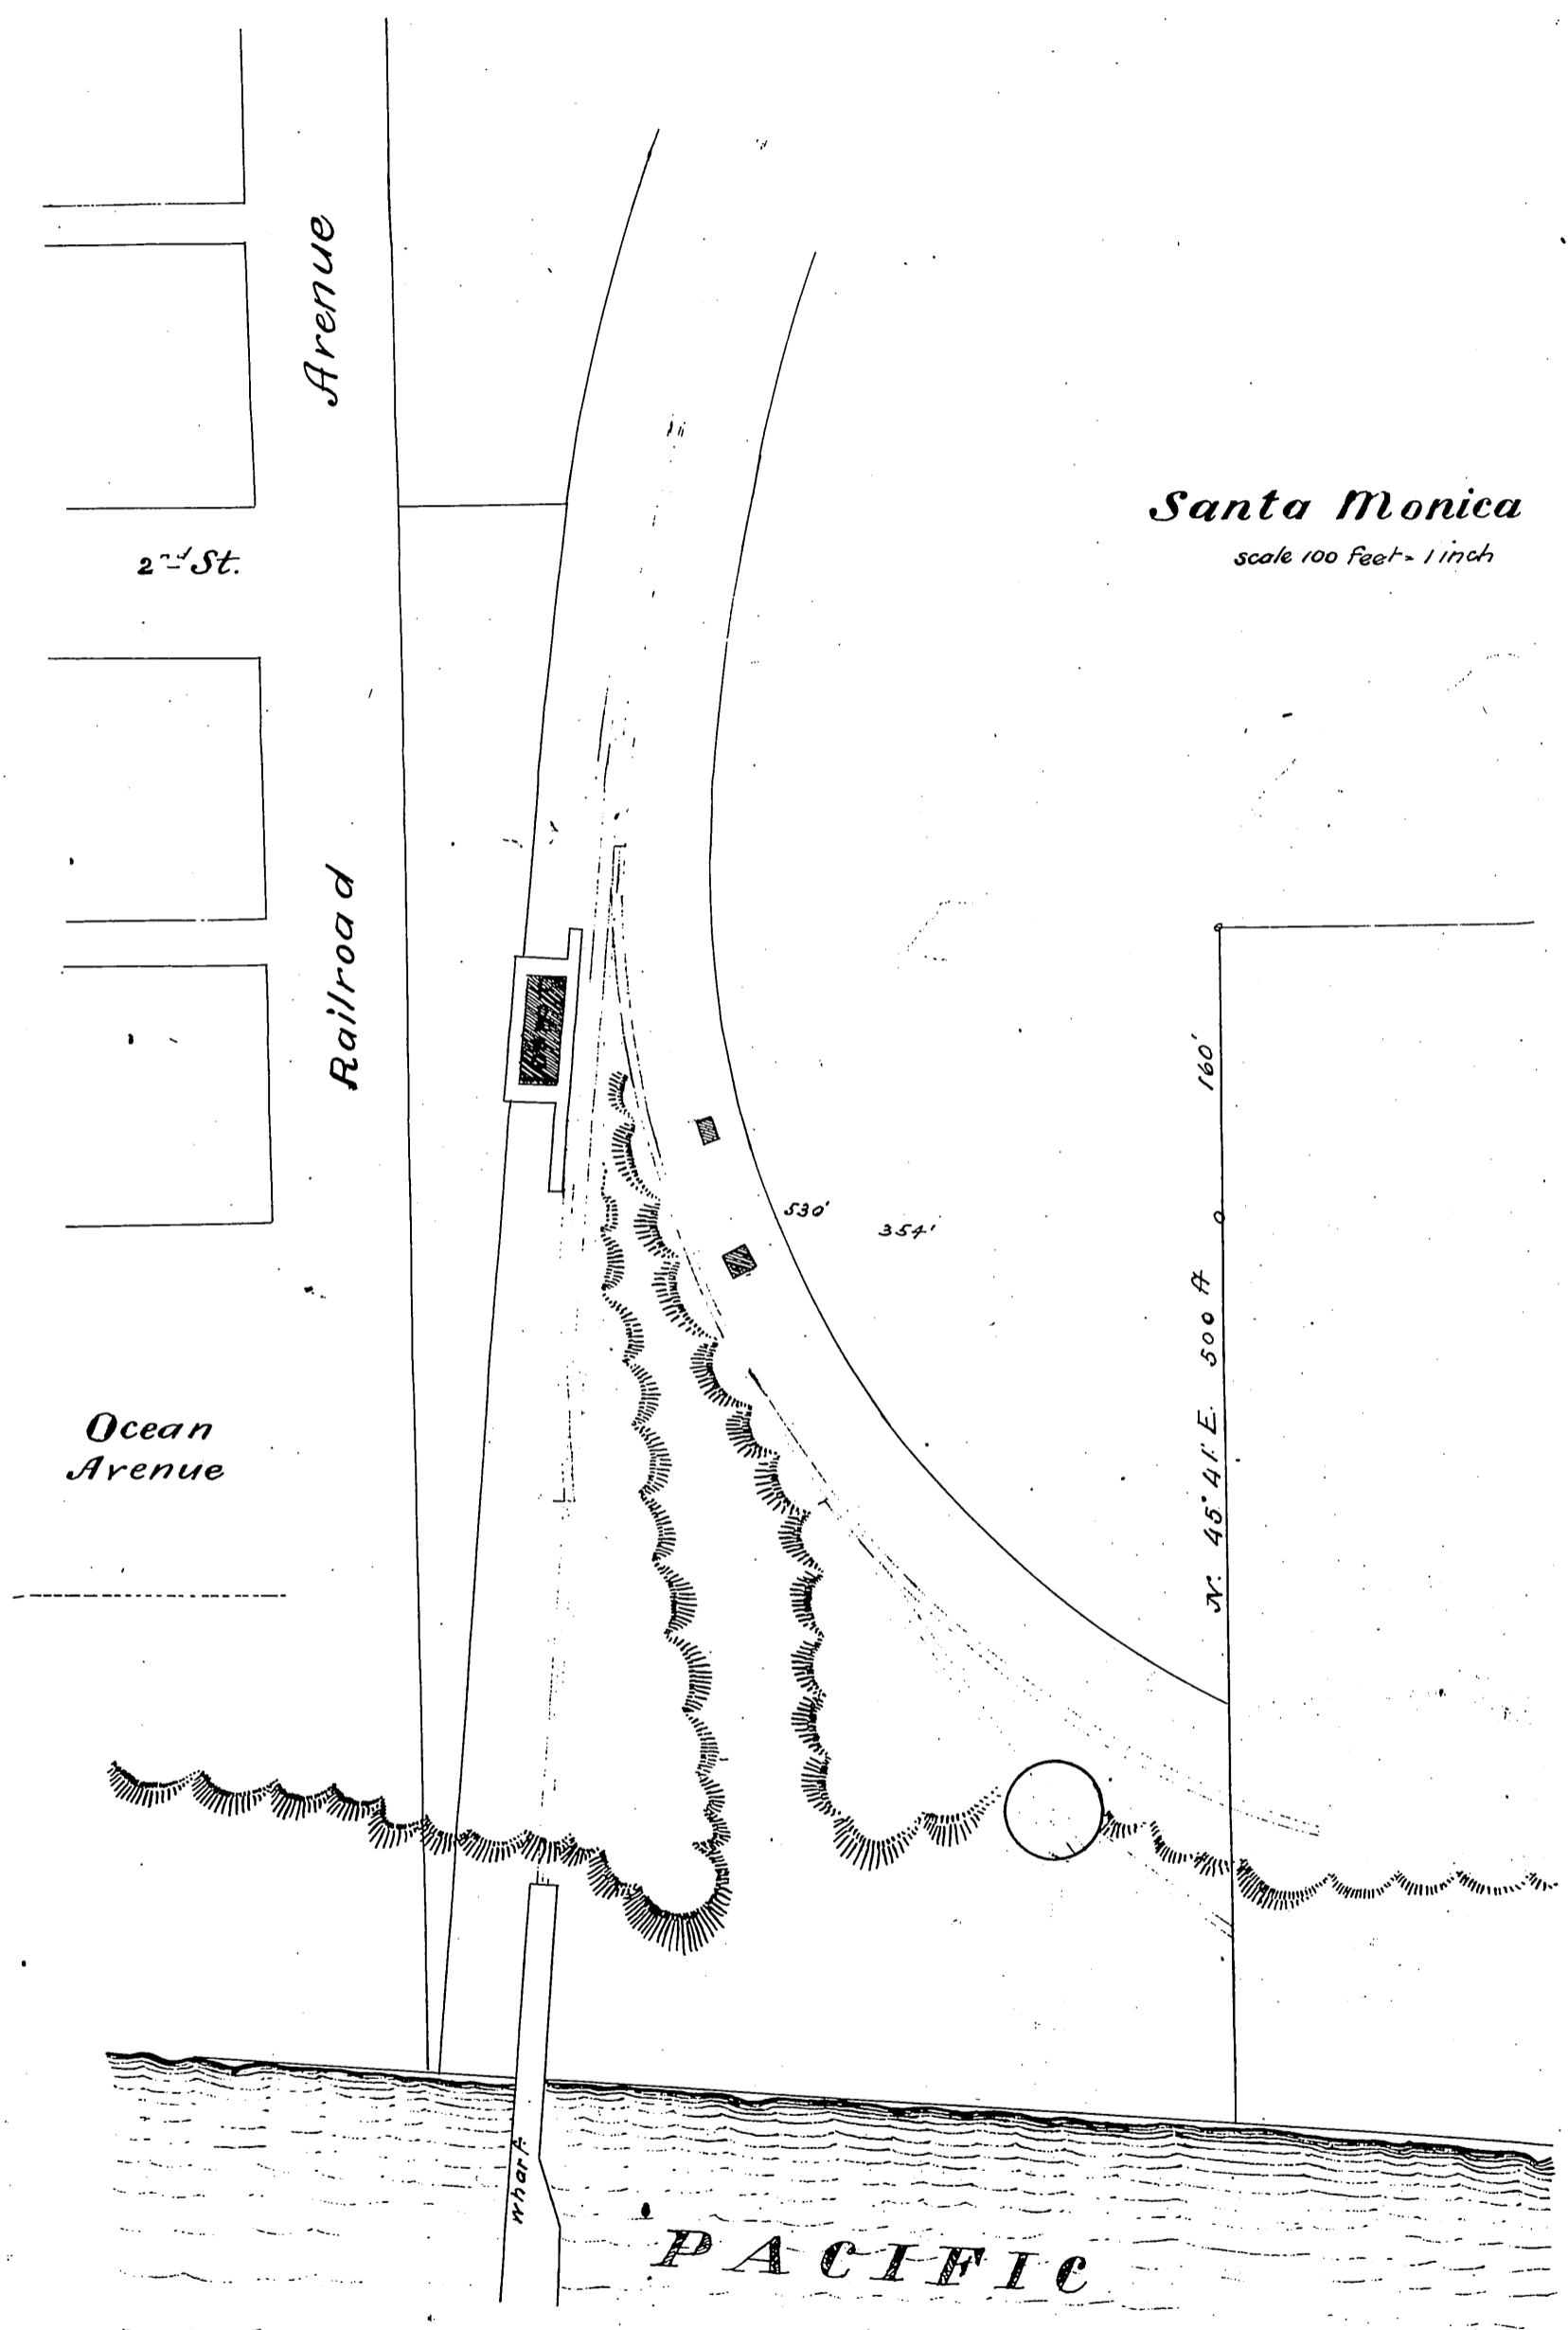 Santa Monica
scale 100 feet = 1 inch
Railroad Avenue
2nd St.
160'
530'
354'
N. 45° 41' E. 500 ft
Ocean
Avenue
wharf
PACIFIC